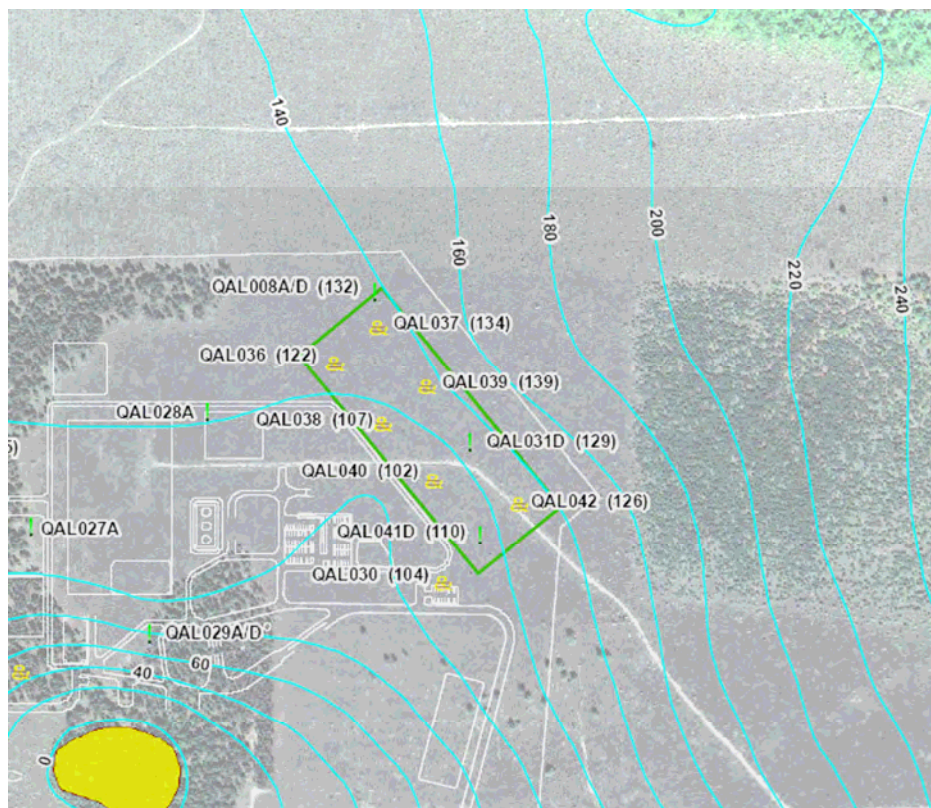 140
160
180
200
220
240
QAL008A/D (132)
QAL037 (134)
QAL036 (122)
QAL039 (139)
QAL028A
QAL038 (107)
QAL031D (129)
5)
QAL040 (102)
QAL042 (126)
QAL027A
QAL041D (110)
QAL030 (104)
QAL029A/D
60
40
0